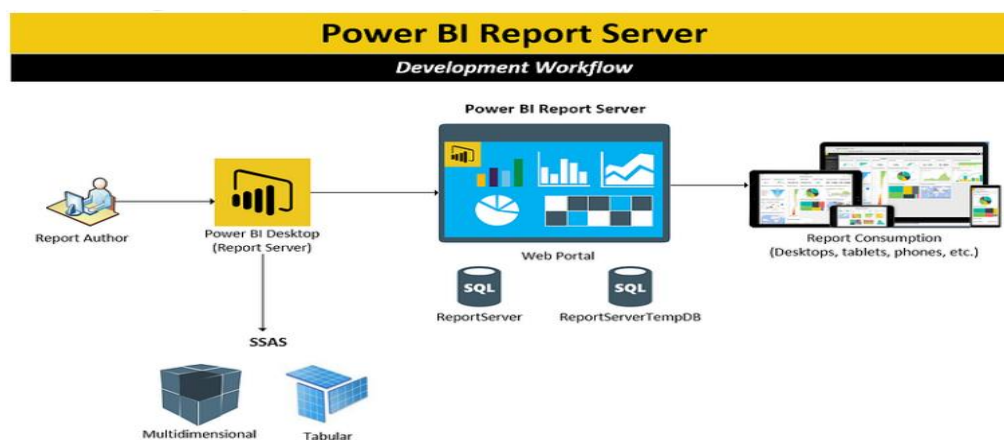 Power BI Report Server
Development Workflow
Power BI Report Server
Report Author
Power BI Desktop
(Report Server)
Web Portal
Report Consumption
(Desktops, tablets, phones, etc.)
SQL
SQL
ReportServer
ReportServerTempDB
SSAS
Multidimensional
Tabular